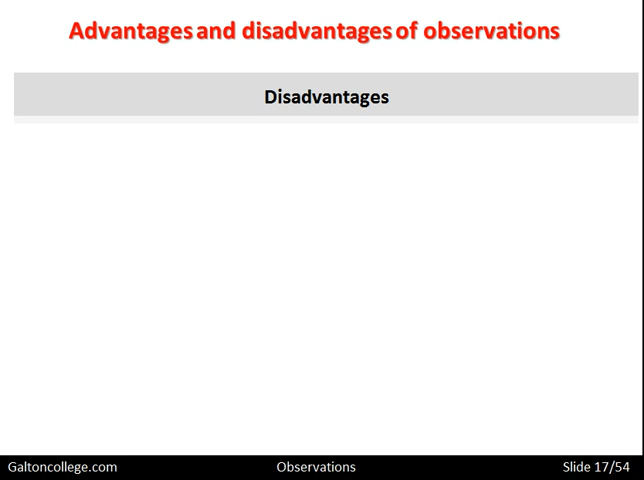 Advantages and disadvantages of observations
Disadvantages
Galtoncollege.com Observations Slide 17/54